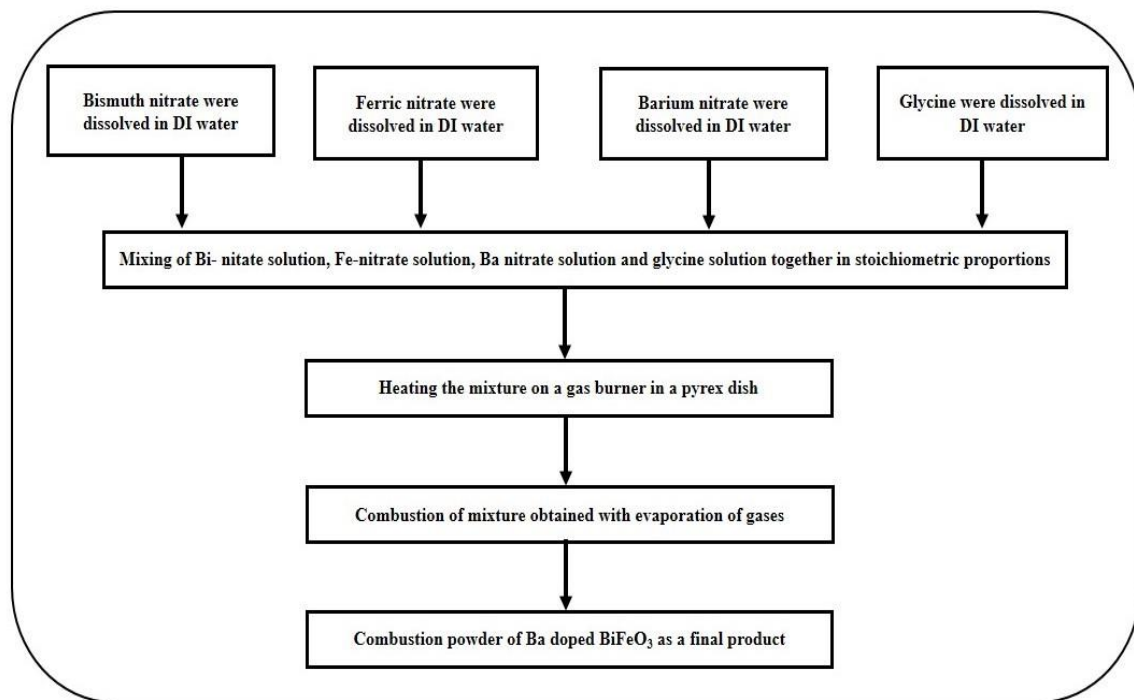 Bismuth nitrate were
dissolved in DI water
Ferric nitrate were
dissolved in DI water
Barium nitrate were
dissolved in DI water
Glycine were dissolved in
DI water
Mixing of Bi- nitate solution, Fe-nitrate solution, Ba nitrate solution and glycine solution together in stoichiometric proportions
Heating the mixture on a gas burner in a pyrex dish
Combustion of mixture obtained with evaporation of gases
Combustion powder of Ba doped BiFeO₃ as a final product